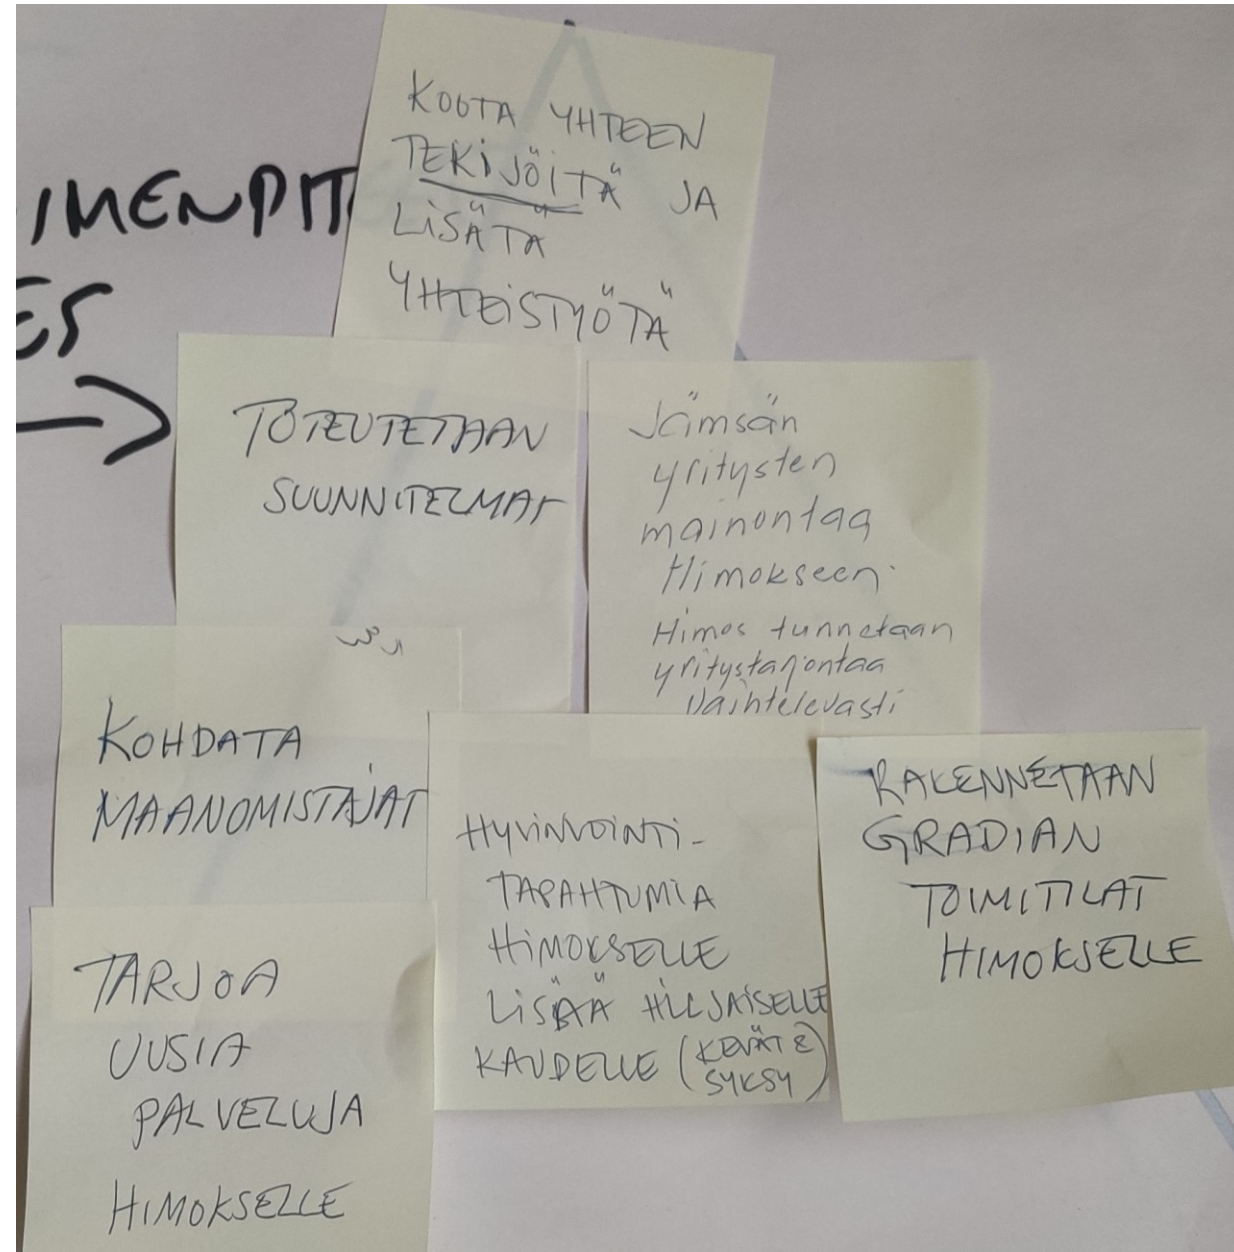 IMENPIT
ES
KOOTA YHTEEN
TEKIJÖITÄ JA
LISÄTÄ
YHTEISTYÖTÄ
TOTEUTETAAN
SUUNNITELMAT
Jämsän
yritysten
mainontaa
Himokseen.
Himos tunnetaan
yritystarjontaa
vaihtelevasti
KOHDATA
MAANOMISTAJAT
HYVINVOINTI-
TAPAHTUMIA
HIMOKSELLE
LISÄÄ HILJAISELLE
KAUDELLE (KEVÄT &
SYKSY)
RAKENNETAAN
GRADIAN
TOIMITILAT
HIMOKSELLE
TARJOA
UUSIA
PALVELUJA
HIMOKSELLE